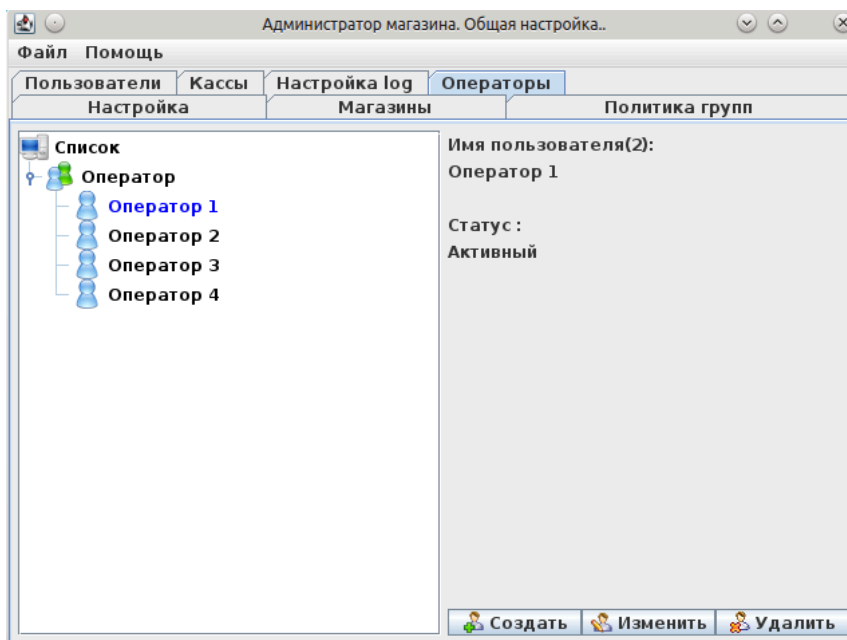 Администратор магазина. Общая настройка..
Файл Помощь
Пользователи Кассы Настройка log Операторы
Настройка Магазины Политика групп
Список
Оператор
Оператор 1
Оператор 2
Оператор 3
Оператор 4
Имя пользователя(2):
Оператор 1
Статус :
Активный
Создать Изменить Удалить